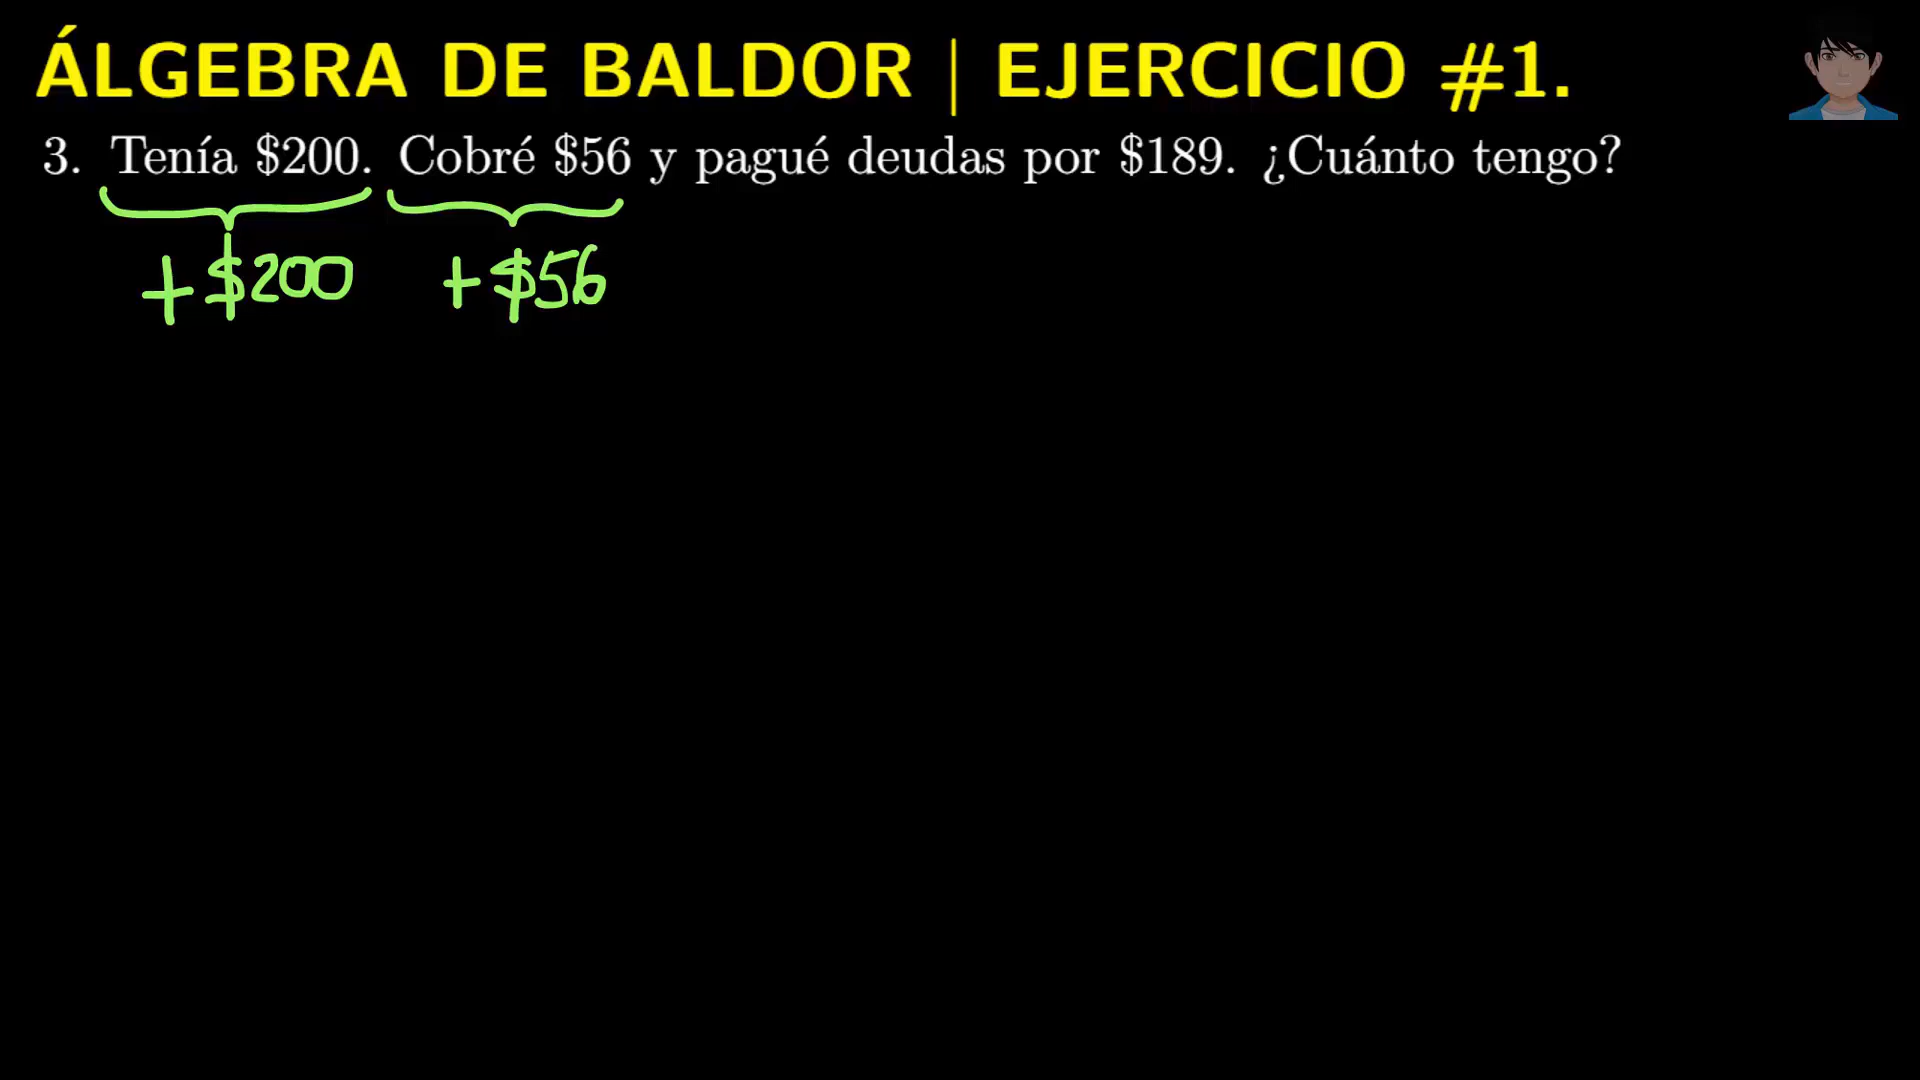 ÁLGEBRA DE BALDOR | EJERCICIO #1.
3. Tenía $200. Cobré $56 y pagué deudas por $189. ¿Cuánto tengo?
+$200 +$56